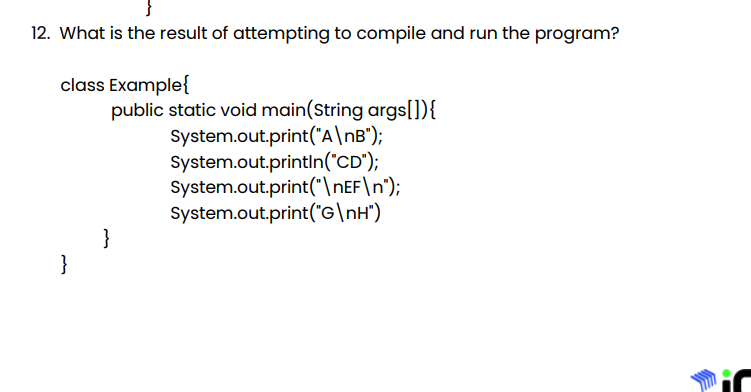 }
12. What is the result of attempting to compile and run the program?
class Example{
public static void main(String args[]){
System.out.print("A\nB");
System.out.println("CD");
System.out.print("\nEF\n");
System.out.print("G\nH")
}
}